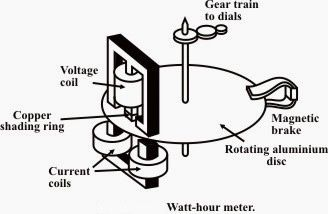 Gear train
to dials
Voltage
coil
Copper
shading ring
Magnetic
brake
Rotating aluminium
disc
Current
coils
Watt-hour meter.